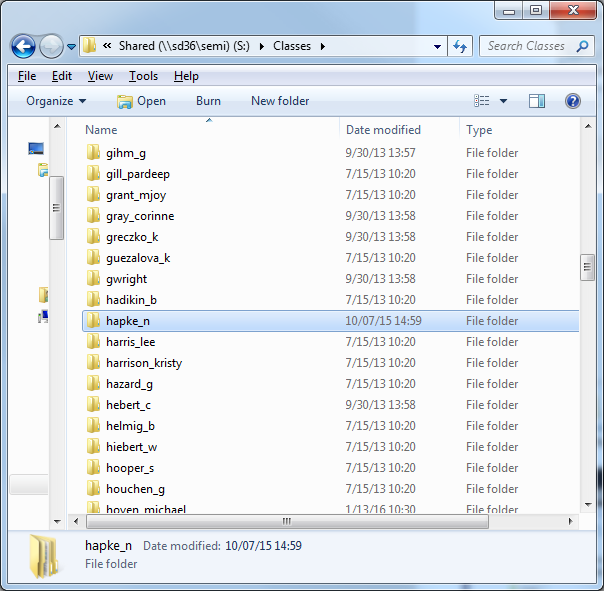 « Shared (\\sd36\semi) (S:) Classes Search Classes
File Edit View Tools Help
Organize Open Burn New folder
Name Date modified Type
gihm_g 9/30/13 13:57 File folder
gill_pardeep 7/15/13 10:20 File folder
grant_mjoy 7/15/13 10:20 File folder
gray_corinne 9/30/13 13:58 File folder
greczko_k 9/30/13 13:58 File folder
guezalova_k 7/15/13 10:20 File folder
gwright 9/30/13 13:58 File folder
hadikin_b 7/15/13 10:20 File folder
hapke_n 10/07/15 14:59 File folder
harris_lee 7/15/13 10:20 File folder
harrison_kristy 7/15/13 10:20 File folder
hazard_g 7/15/13 10:20 File folder
hebert_c 9/30/13 13:58 File folder
helmig_b 7/15/13 10:20 File folder
hiebert_w 7/15/13 10:20 File folder
hooper_s 7/15/13 10:20 File folder
houchen_g 7/15/13 10:20 File folder
hoven_michael 1/13/16 10:30 File folder
hapke_n Date modified: 10/07/15 14:59
File folder